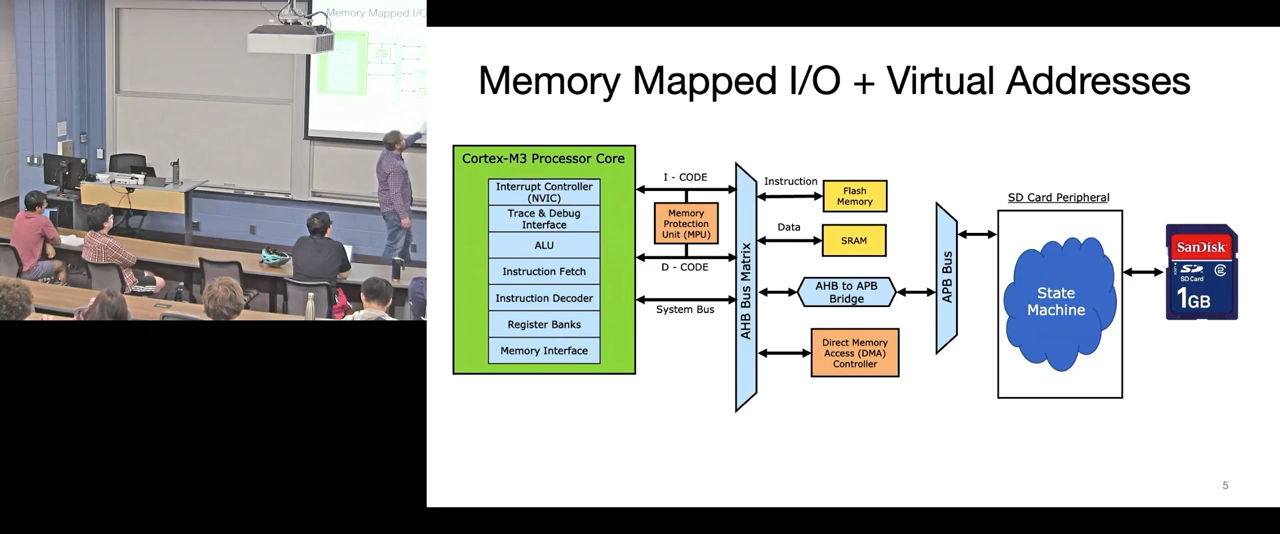 Memory Mapped I/O
Memory Mapped I/O + Virtual Addresses
Cortex-M3 Processor Core
Interrupt Controller
(NVIC)
Trace & Debug
Interface
ALU
Instruction Fetch
Instruction Decoder
Register Banks
Memory Interface
I - CODE
Memory
Protection
Unit (MPU)
D - CODE
System Bus
AHB Bus Matrix
Instruction
Flash
Memory
Data
SRAM
AHB to APB
Bridge
Direct Memory
Access (DMA)
Controller
APB Bus
SD Card Peripheral
State
Machine
SanDisk
SD Card
1GB
5